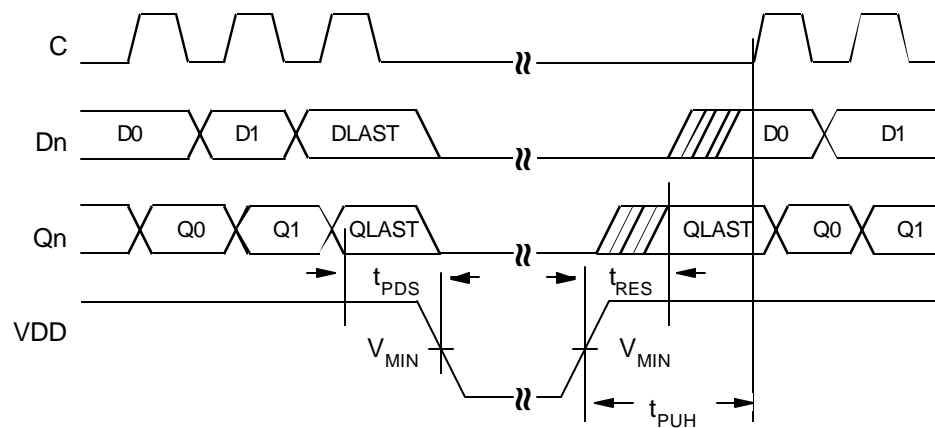 C
Dn D0 D1 DLAST D0 D1
Qn Q0 Q1 QLAST QLAST Q0 Q1
tPDS tRES
VDD
VMIN VMIN
tPUH